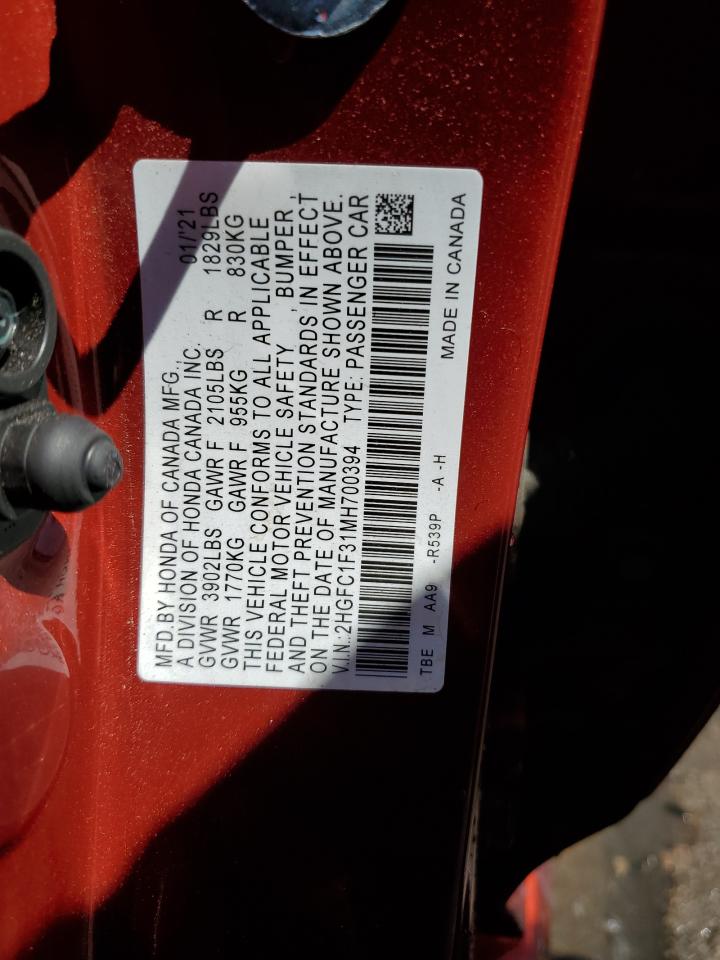 MFD.BY HONDA OF CANADA MFG., 01/'21
A DIVISION OF HONDA CANADA INC.
GVWR 3902LBS GAWR F 2105LBS R 1829LBS
GVWR 1770KG GAWR F 955KG R 830KG
THIS VEHICLE CONFORMS TO ALL APPLICABLE
FEDERAL MOTOR VEHICLE SAFETY , BUMPER ,
AND THEFT PREVENTION STANDARDS IN EFFECT
ON THE DATE OF MANUFACTURE SHOWN ABOVE.
V.I.N.:2HGFC1F31MH700394 TYPE: PASSENGER CAR
TBE M AA9 -R539P -A -H MADE IN CANADA